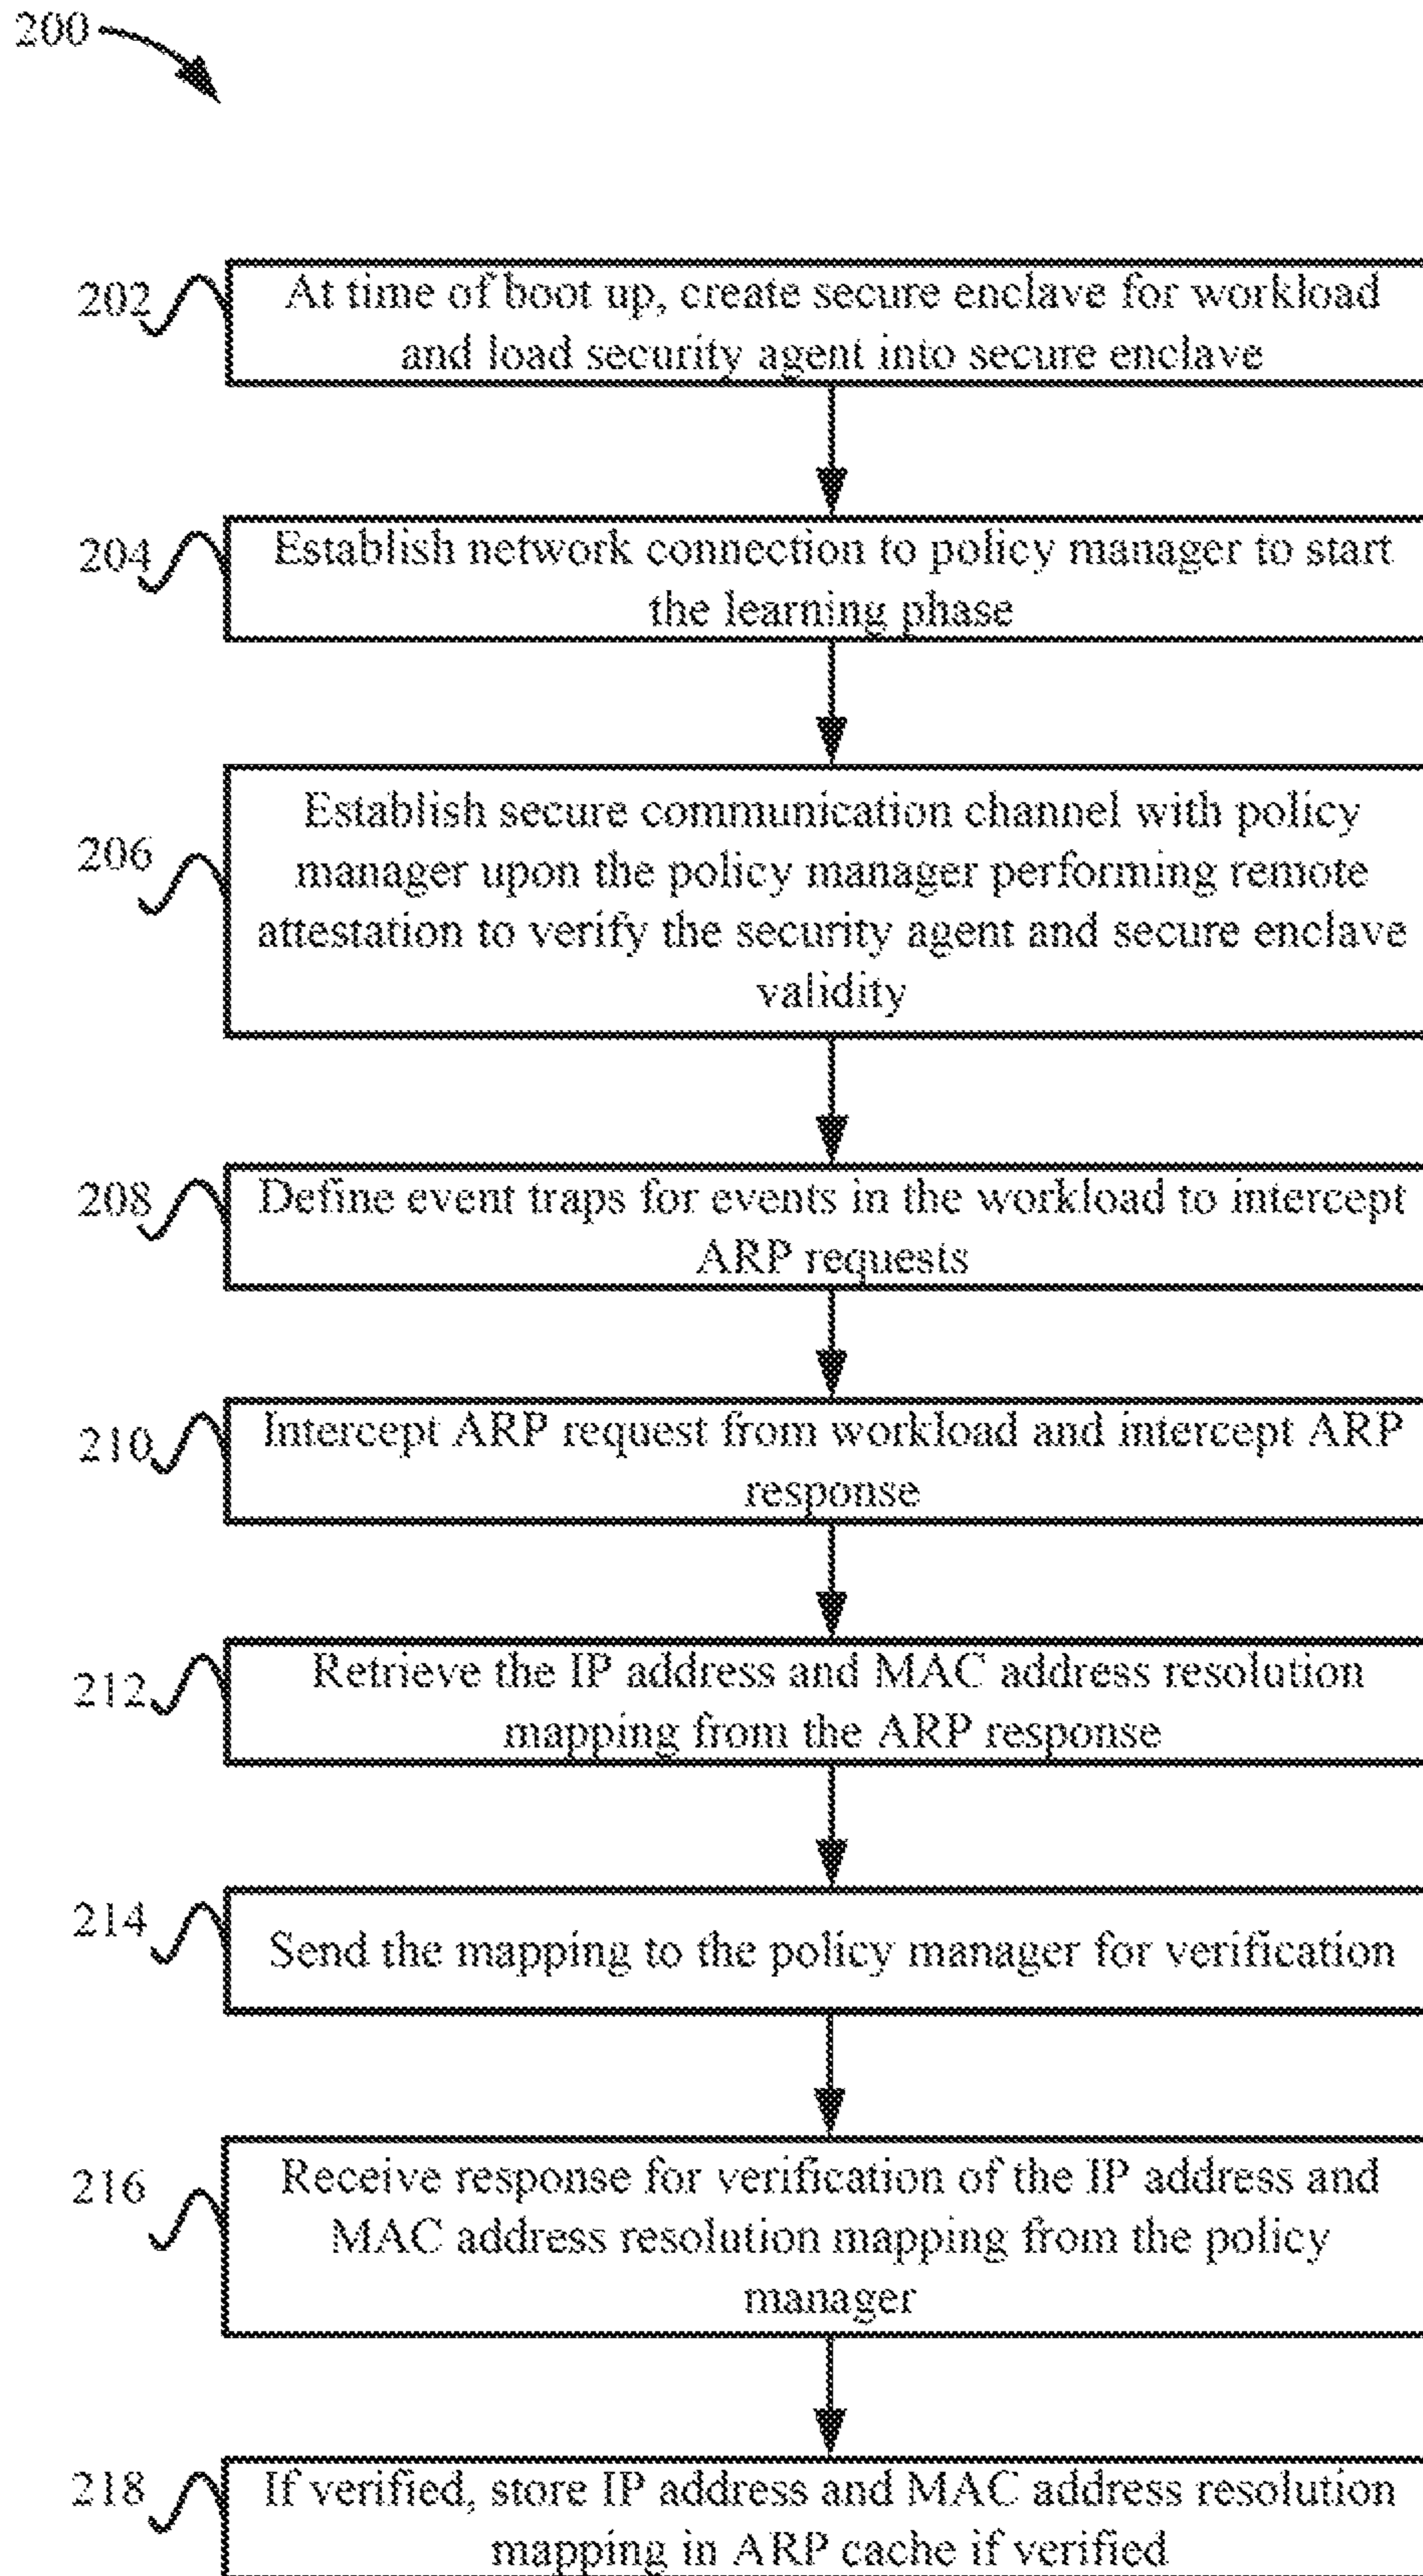 200
202
At time of boot up, create secure enclave for workload
and load security agent into secure enclave
204
Establish network connection to policy manager to start
the learning phase
206
Establish secure communication channel with policy
manager upon the policy manager performing remote
attestation to verify the security agent and secure enclave
validity
208
Define event traps for events in the workload to intercept
ARP requests
210
Intercept ARP request from workload and intercept ARP
response
212
Retrieve the IP address and MAC address resolution
mapping from the ARP response
214
Send the mapping to the policy manager for verification
216
Receive response for verification of the IP address and
MAC address resolution mapping from the policy
manager
218
If verified, store IP address and MAC address resolution
mapping in ARP cache if verified